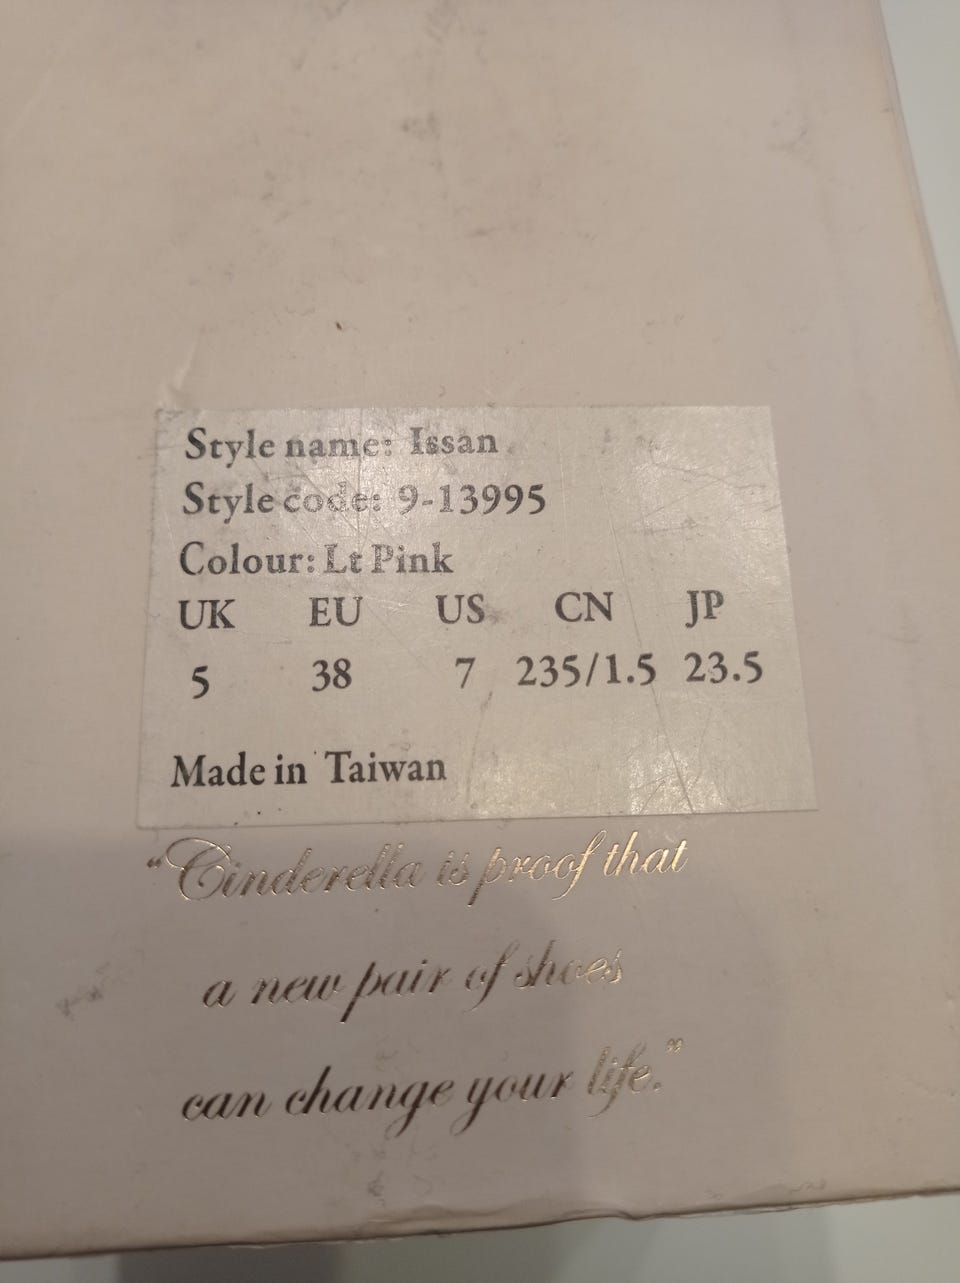 Style name: Issan
Style code: 9-13995
Colour: Lt Pink
UK EU US CN JP
5 38 7 235/1.5 23.5
Made in Taiwan
“Cinderella is proof that
a new pair of shoes
can change your life.”